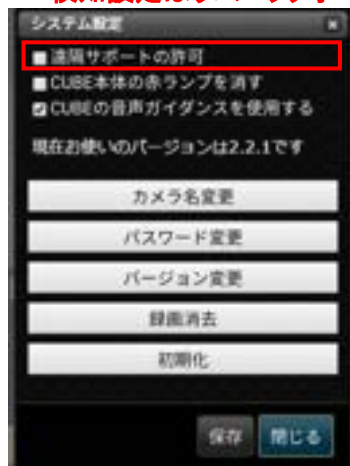 システム設定
遠隔サポートの許可
CUBE本体の赤ランプを消す
CUBEの音声ガイダンスを使用する
現在お使いのバージョンは2.2.1です
カメラ名変更
パスワード変更
バージョン変更
録画消去
初期化
保存 閉じる